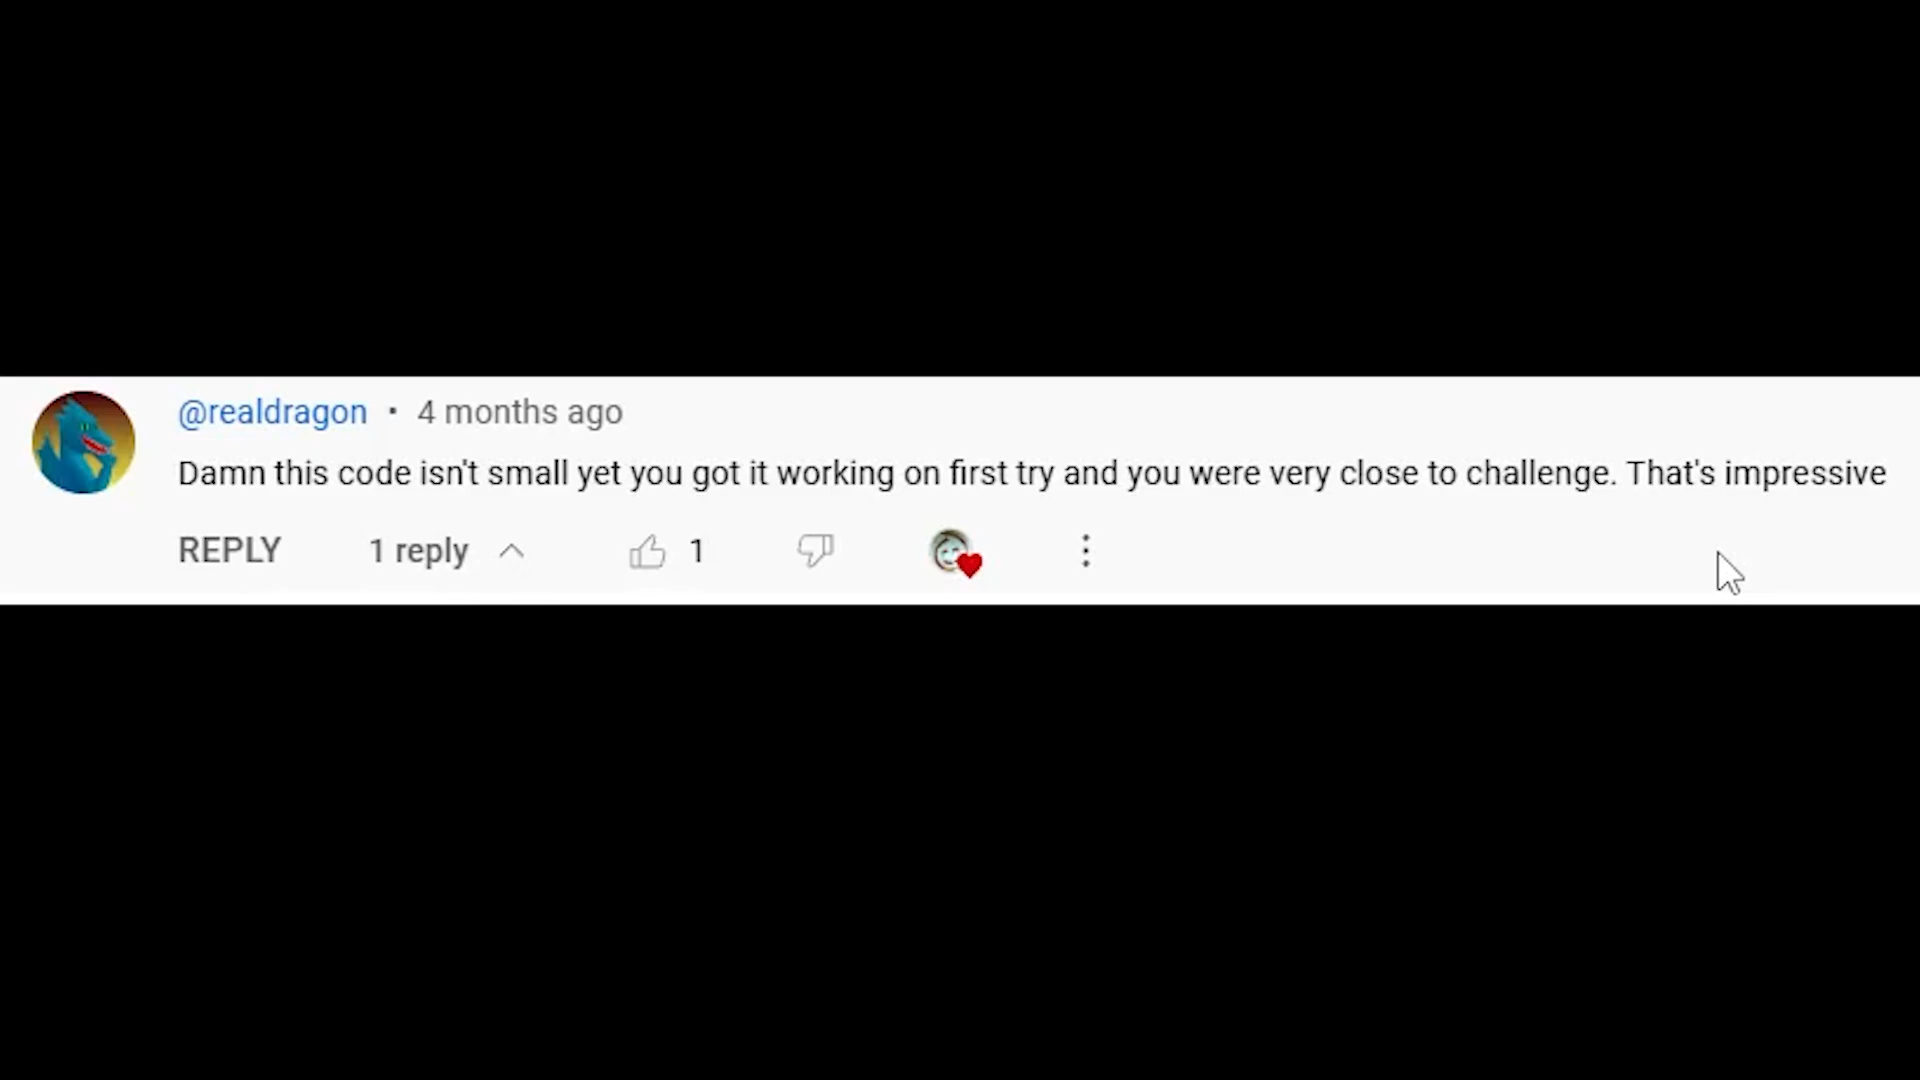 @realdragon • 4 months ago
Damn this code isn't small yet you got it working on first try and you were very close to challenge. That's impressive
REPLY 1 reply 1